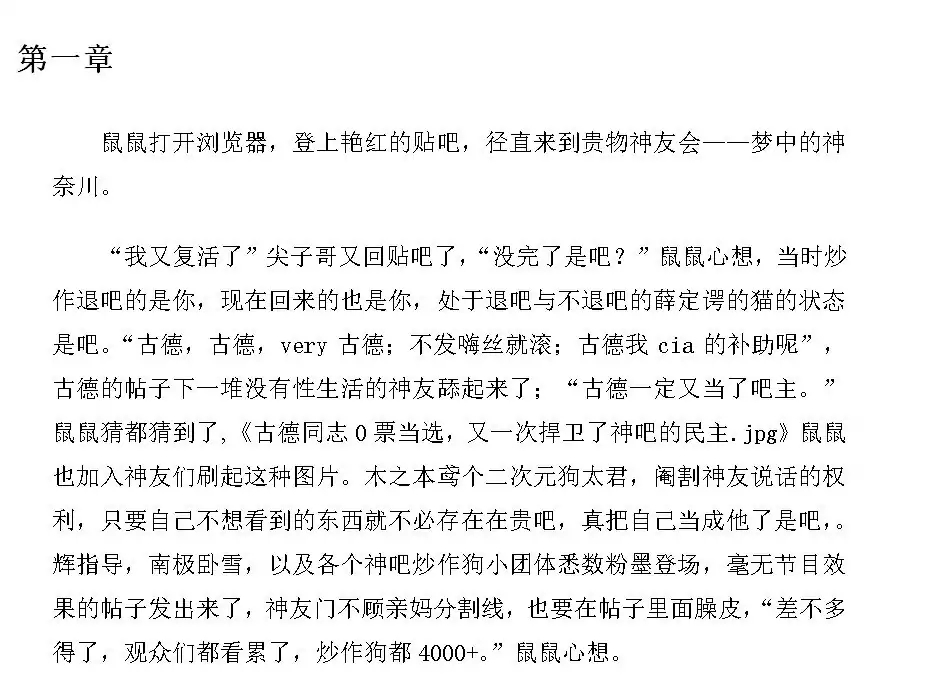 第一章
鼠鼠打开浏览器，登上艳红的贴吧，径直来到贵物神友会——梦中的神
奈川。
“我又复活了”尖子哥又回贴吧了，“没完了是吧？”鼠鼠心想，当时炒
作退吧的是你，现在回来的也是你，处于退吧与不退吧的薛定谔的猫的状态
是吧。“古德，古德，very 古德；不发嗨丝就滚；古德我 cia 的补助呢”，
古德的帖子下一堆没有性生活的神友舔起来了；“古德一定又当了吧主。”
鼠鼠猜都猜到了,《古德同志 0 票当选，又一次捍卫了神吧的民主.jpg》鼠鼠
也加入神友们刷起这种图片。木之本鸢个二次元狗太君，阉割神友说话的权
利，只要自己不想看到的东西就不必存在在贵吧，真把自己当成他了是吧，。
辉指导，南极卧雪，以及各个神吧炒作狗小团体悉数粉墨登场，毫无节目效
果的帖子发出来了，神友门不顾亲妈分割线，也要在帖子里面臊皮，“差不多
得了，观众们都看累了，炒作狗都 4000+。”鼠鼠心想。